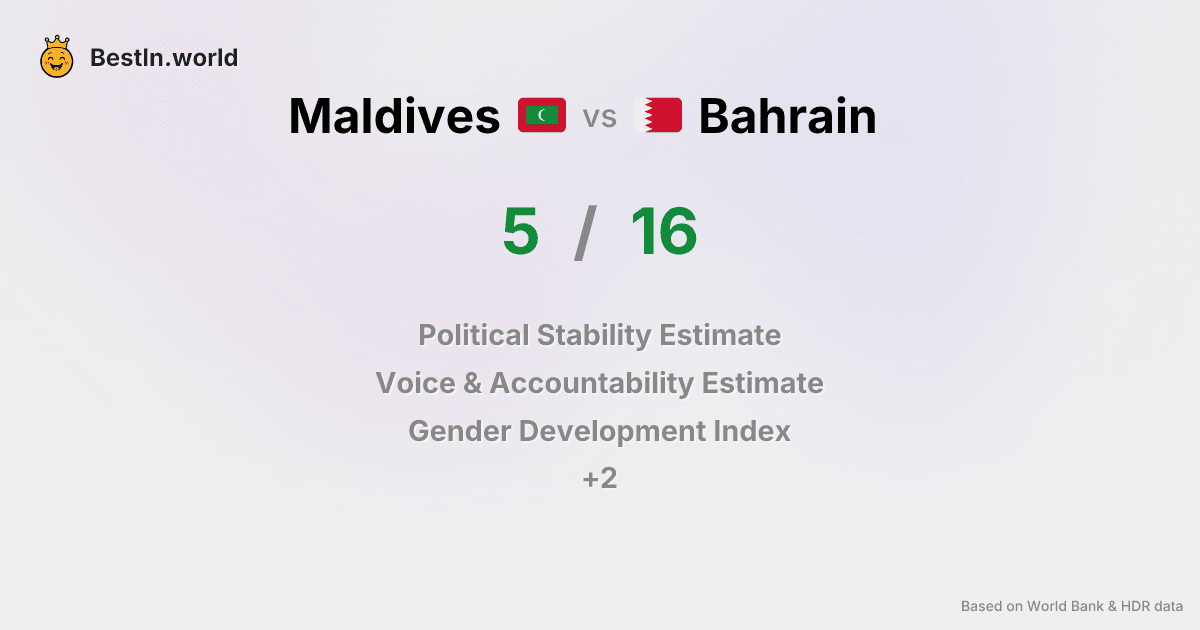 BestIn.world
Maldives vs Bahrain
5 / 16
Political Stability Estimate
Voice & Accountability Estimate
Gender Development Index
+2
Based on World Bank & HDR data